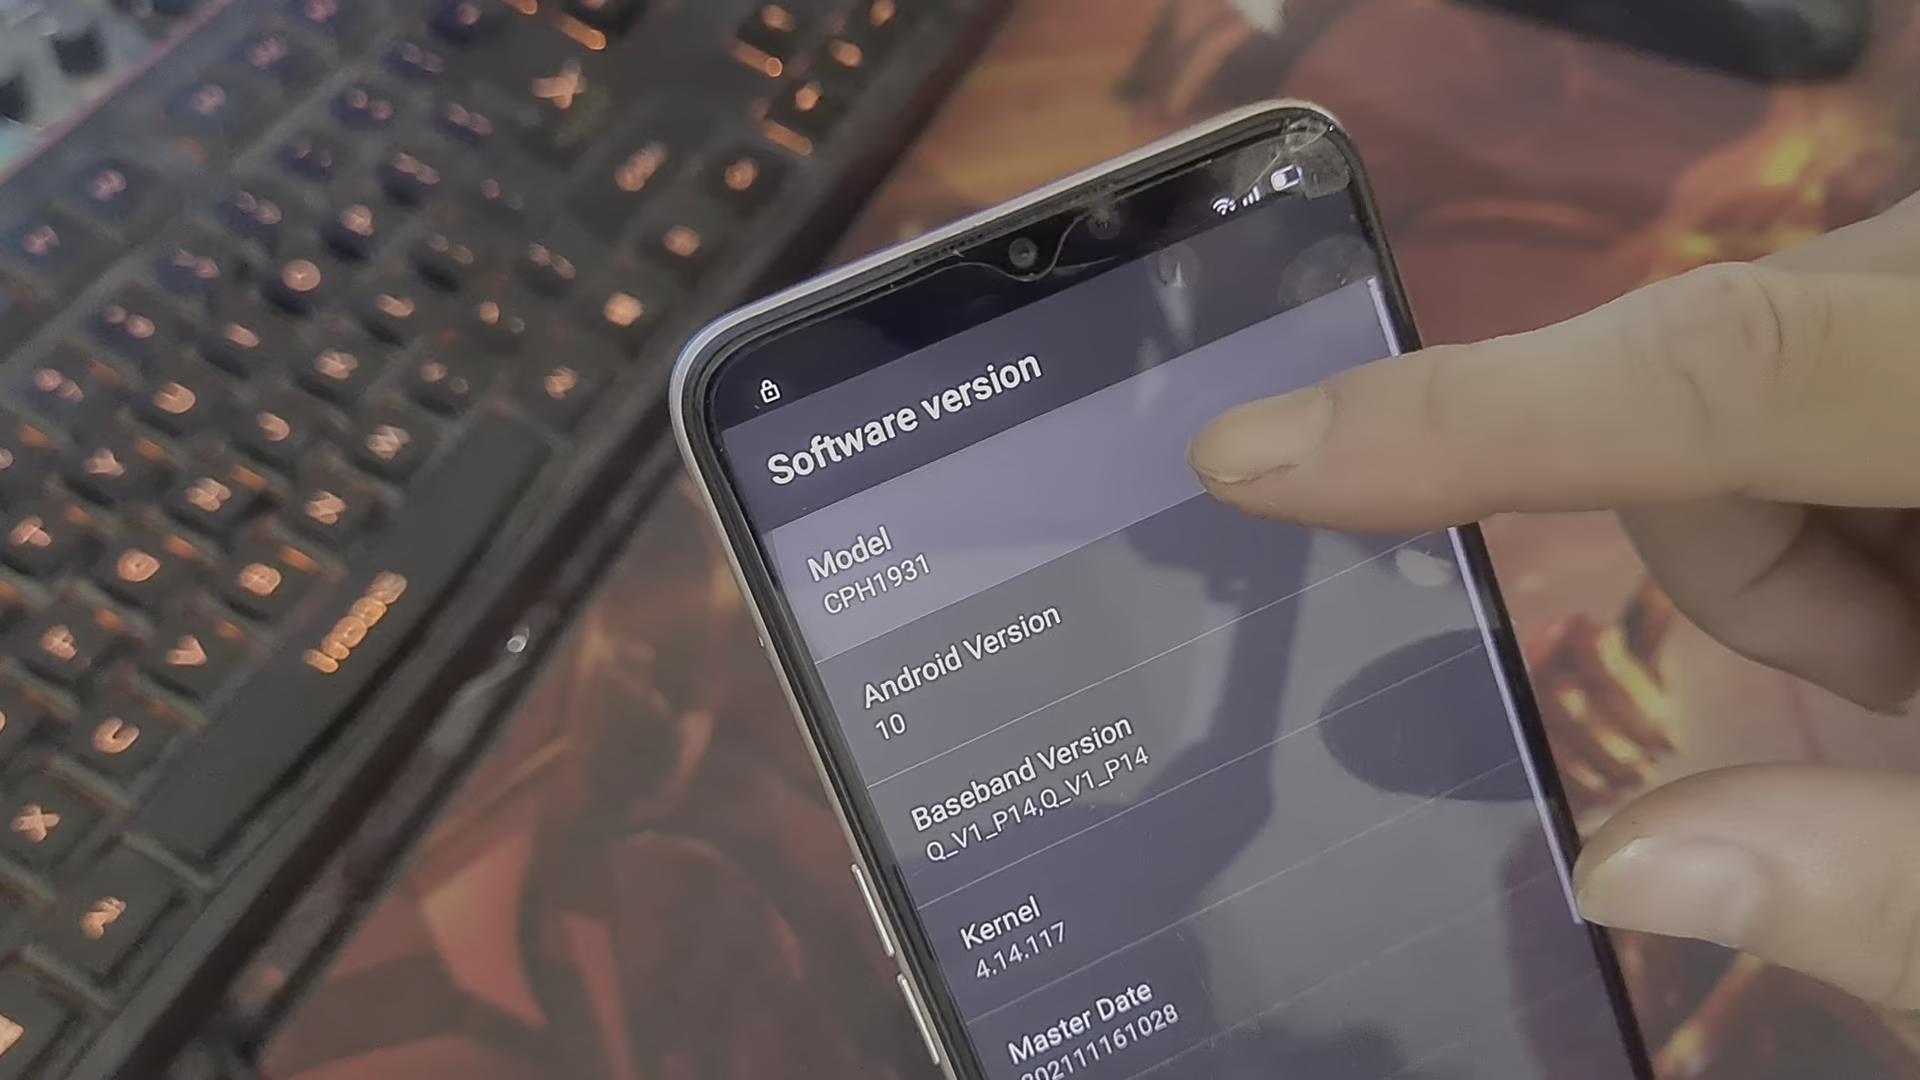 Software version
Model
CPH1931
Android Version
10
Baseband Version
Q_V1_P14,Q_V1_P14
Kernel
4.14.117
Master Date
202111161028